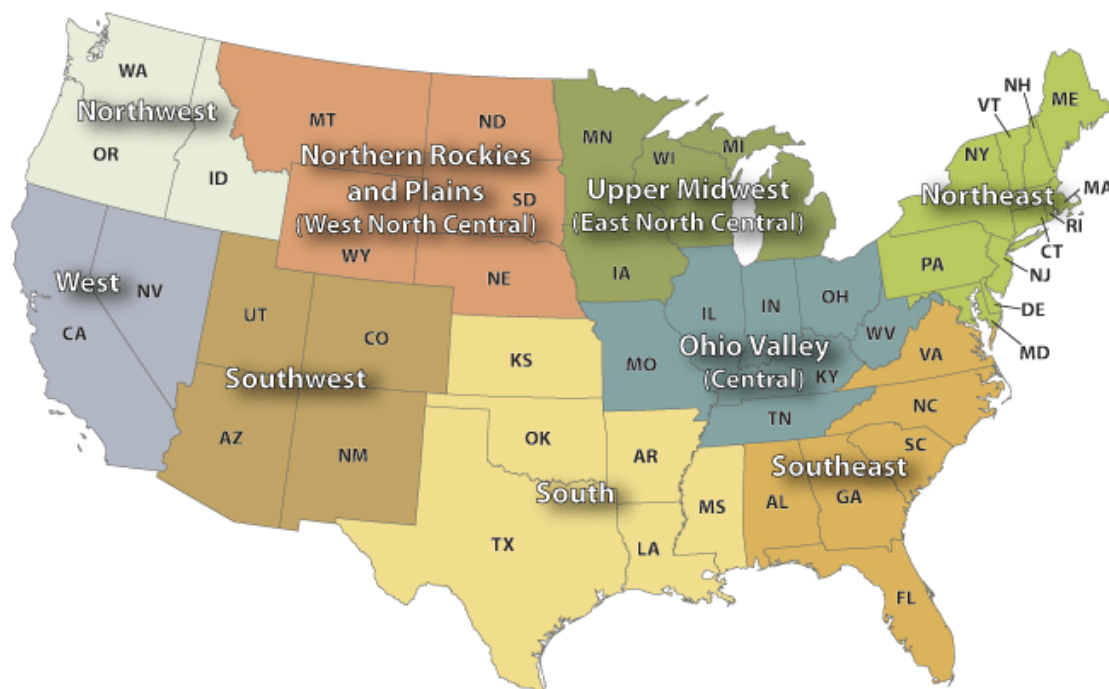 WA
Northwest
OR
ID
MT
ND
Northern Rockies
and Plains
(West North Central)
SD
WY
NE
MN
WI
MI
Upper Midwest
(East North Central)
IA
NH
VT
ME
NY
Northeast
MA
RI
CT
PA
NJ
DE
MD
West
NV
CA
UT
CO
Southwest
AZ
NM
KS
OK
AR
South
TX
LA
MS
IL
IN
OH
WV
MO
Ohio Valley
(Central)
KY
TN
VA
NC
SC
Southeast
AL
GA
FL